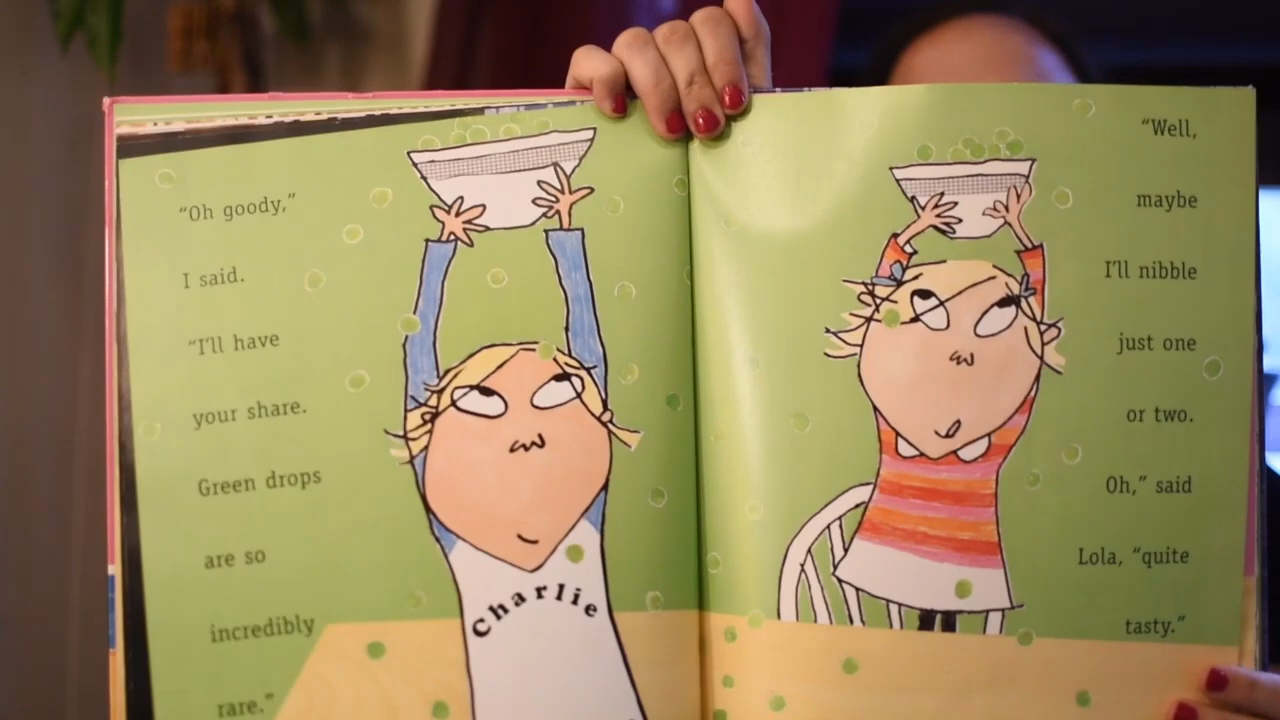 “Oh goody,”
I said.
“I’ll have
your share.
Green drops
are so
incredibly
rare.”
Charlie
“Well,
maybe
I’ll nibble
just one
or two.
Oh,” said
Lola, “quite
tasty.”